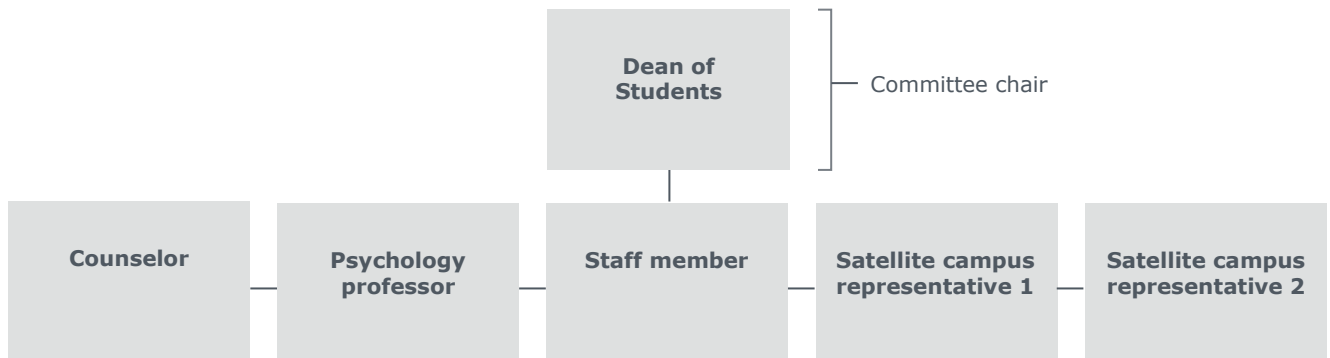 Dean of
Students
Committee chair
Counselor
Psychology
professor
Staff member
Satellite campus
representative 1
Satellite campus
representative 2